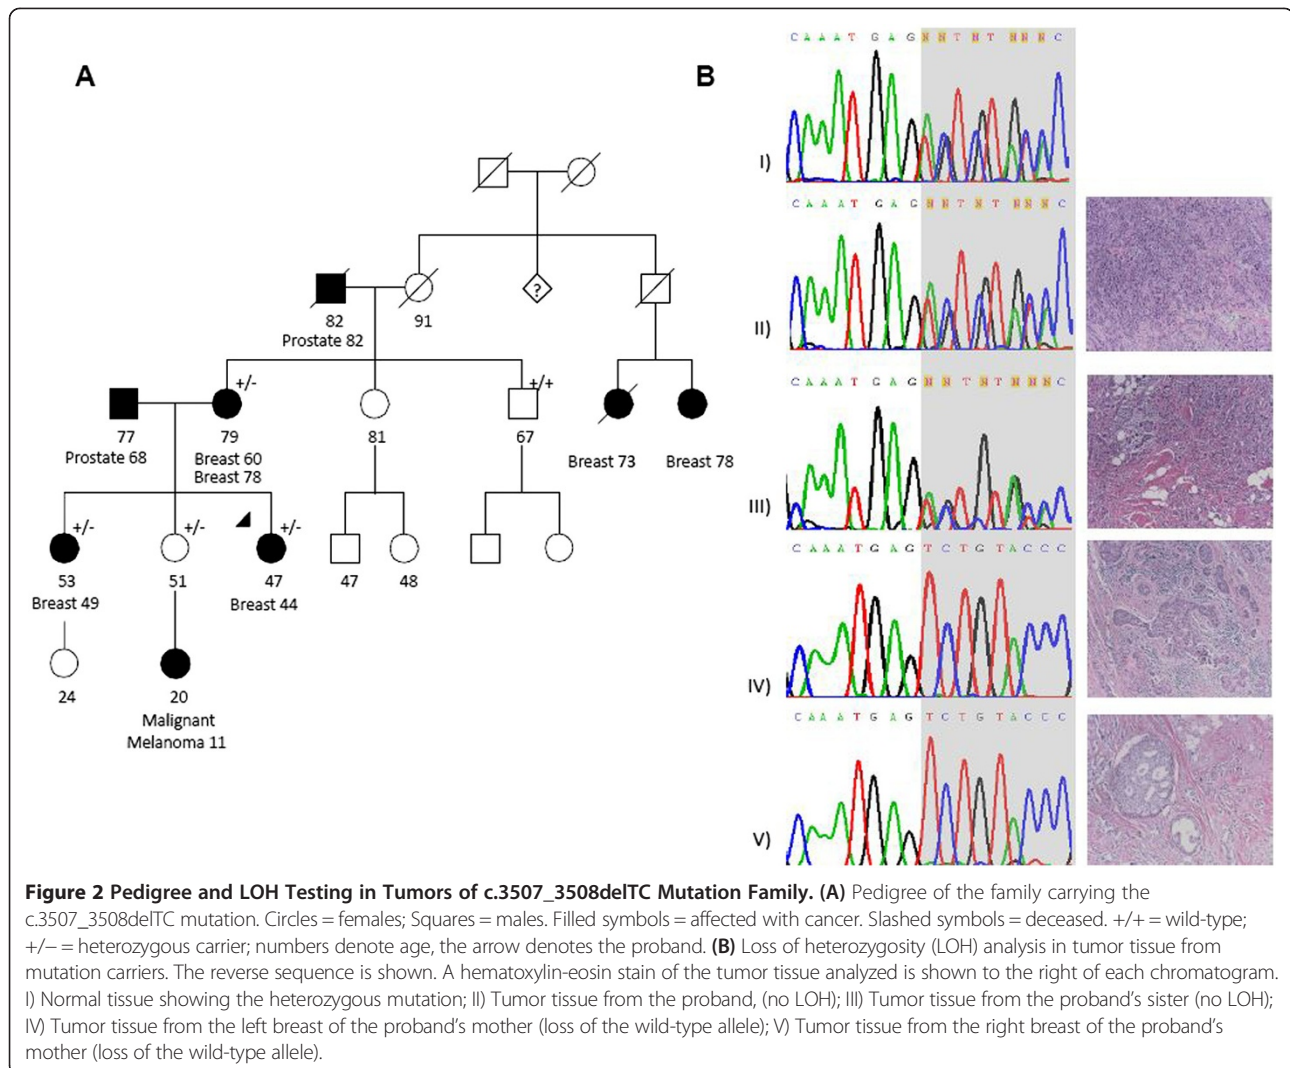 A
B
82
Prostate 82
91
?
+/-
+/+
77
Prostate 68
79
Breast 60
Breast 78
81
67
Breast 73
Breast 78
+/-
+/-
+/-
53
Breast 49
51
47
Breast 44
47
48
24
20
Malignant
Melanoma 11
C A A A T G A G N N T N T N N N C
I)
C A A A T G A G N N T N T N N N C
II)
C A A A T G A G N N T N T N N N C
III)
C A A A T G A G T C T G T A C C C
IV)
C A A A T G A G T C T G T A C C C
V)
Figure 2 Pedigree and LOH Testing in Tumors of c.3507_3508delTC Mutation Family. (A) Pedigree of the family carrying the
c.3507_3508delTC mutation. Circles = females; Squares = males. Filled symbols = affected with cancer. Slashed symbols = deceased. +/+ = wild-type;
+/− = heterozygous carrier; numbers denote age, the arrow denotes the proband. (B) Loss of heterozygosity (LOH) analysis in tumor tissue from
mutation carriers. The reverse sequence is shown. A hematoxylin-eosin stain of the tumor tissue analyzed is shown to the right of each chromatogram.
I) Normal tissue showing the heterozygous mutation; II) Tumor tissue from the proband, (no LOH); III) Tumor tissue from the proband's sister (no LOH);
IV) Tumor tissue from the left breast of the proband's mother (loss of the wild-type allele); V) Tumor tissue from the right breast of the proband's
mother (loss of the wild-type allele).